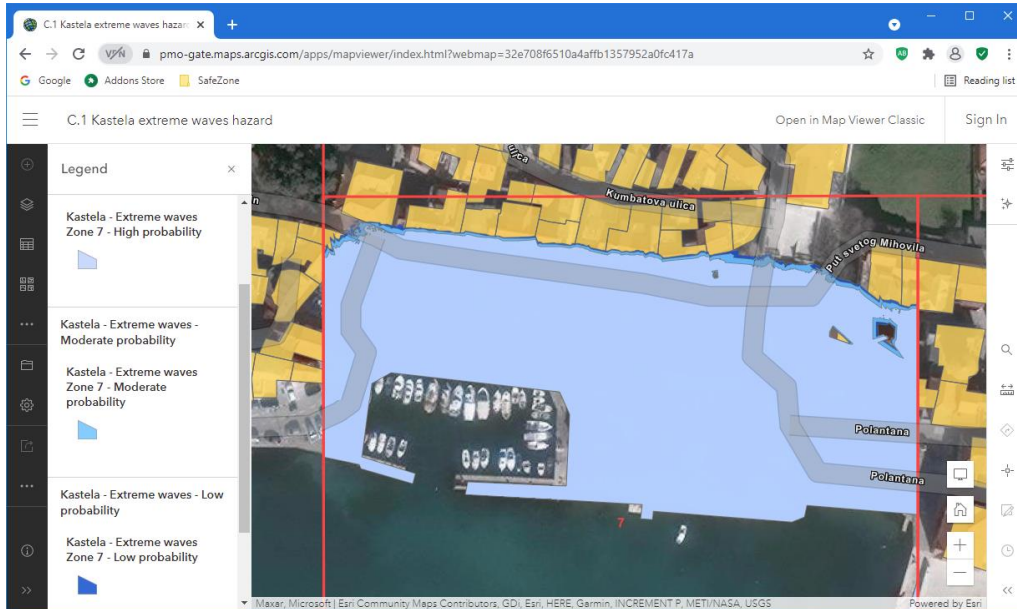 C.1 Kastela extreme waves hazar
pmo-gate.maps.arcgis.com/apps/mapviewer/index.html?webmap=32e708f6510a4affb1357952a0fc417a
VPN
AB
Google Addons Store SafeZone Reading list
C.1 Kastela extreme waves hazard Open in Map Viewer Classic Sign In
Legend
Kastela - Extreme waves
Zone 7 - High probability
Kastela - Extreme waves -
Moderate probability
Kastela - Extreme waves
Zone 7 - Moderate
probability
Kastela - Extreme waves - Low
probability
Kastela - Extreme waves
Zone 7 - Low probability
uljca
n
Kumbatova ulica
Put svetog Mihovila
Polantana
Polantana
7
Maxar, Microsoft | Esri Community Maps Contributors, GDi, Esri, HERE, Garmin, INCREMENT P, METI/NASA, USGS Powered by Esri